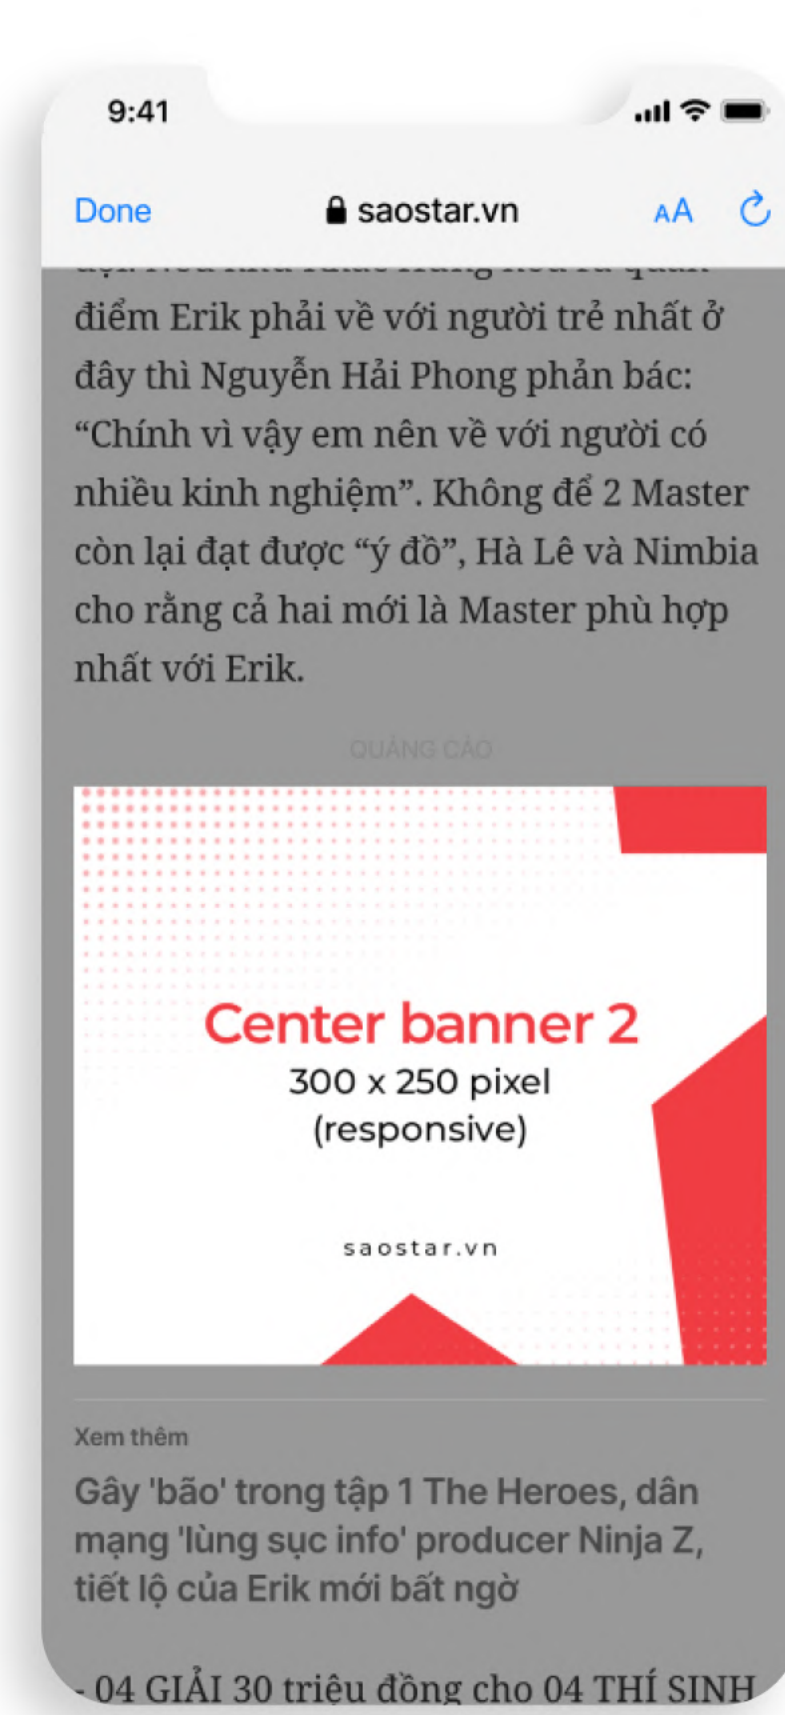 9:41
Done
saostar.vn
AA
điểm Erik phải về với người trẻ nhất ở
đây thì Nguyễn Hải Phong phản bác:
“Chính vì vậy em nên về với người có
nhiều kinh nghiệm”. Không để 2 Master
còn lại đạt được “ý đồ”, Hà Lê và Nimbia
cho rằng cả hai mới là Master phù hợp
nhất với Erik.
QUẢNG CÁO
Center banner 2
300 x 250 pixel
(responsive)
saostar.vn
Xem thêm
Gây 'bão' trong tập 1 The Heroes, dân
mạng 'lùng sục info' producer Ninja Z,
tiết lộ của Erik mới bất ngờ
- 04 GIẢI 30 triệu đồng cho 04 THÍ SINH